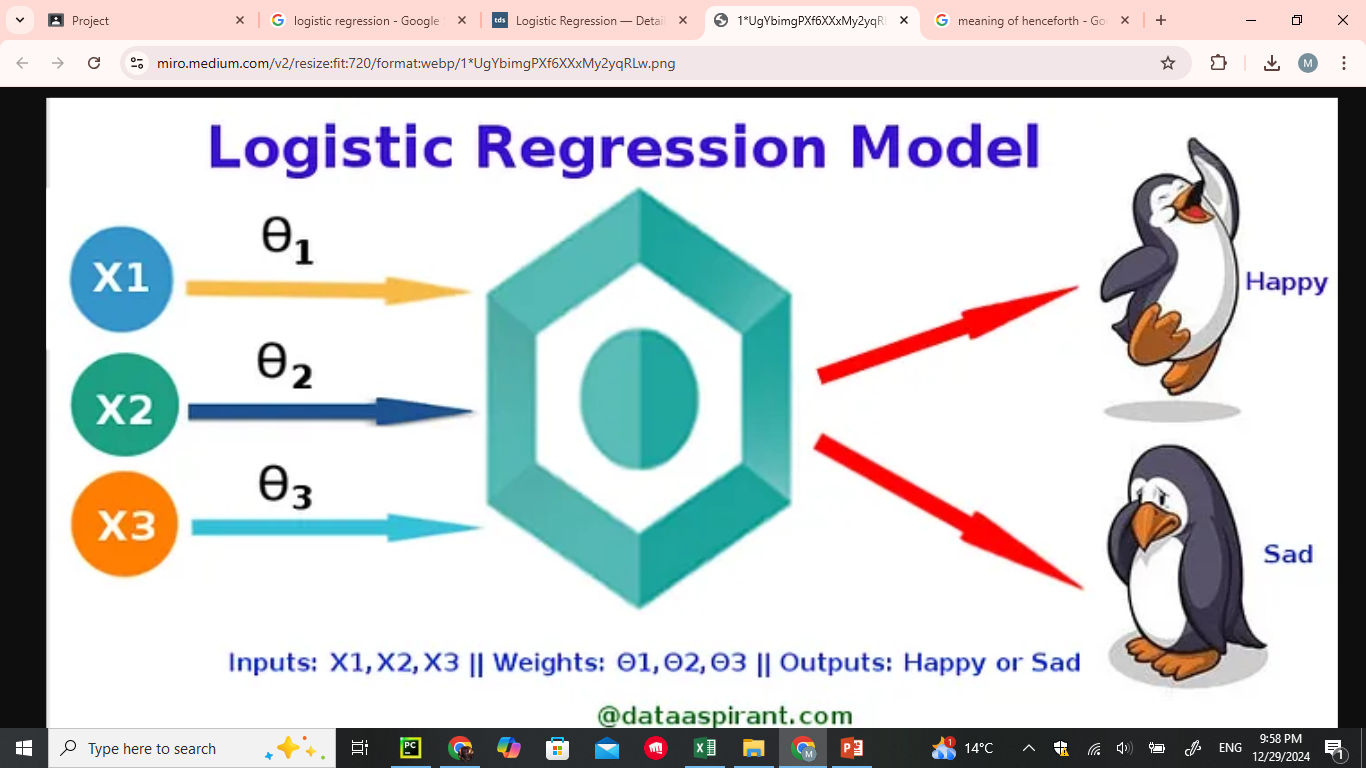 Project
logistic regression - Google
Logistic Regression — Detai
1*UgYbimgPXf6XXxMy2yqRL
meaning of henceforth - Go
miro.medium.com/v2/resize:fit:720/format:webp/1*UgYbimgPXf6XXxMy2yqRLw.png
M
Logistic Regression Model
X1
θ1
Happy
X2
θ2
X3
θ3
Sad
Inputs: X1,X2,X3 || Weights: Θ1,Θ2,Θ3 || Outputs: Happy or Sad
@dataaspirant.com
Type here to search
14°C
ENG
9:58 PM
12/29/2024